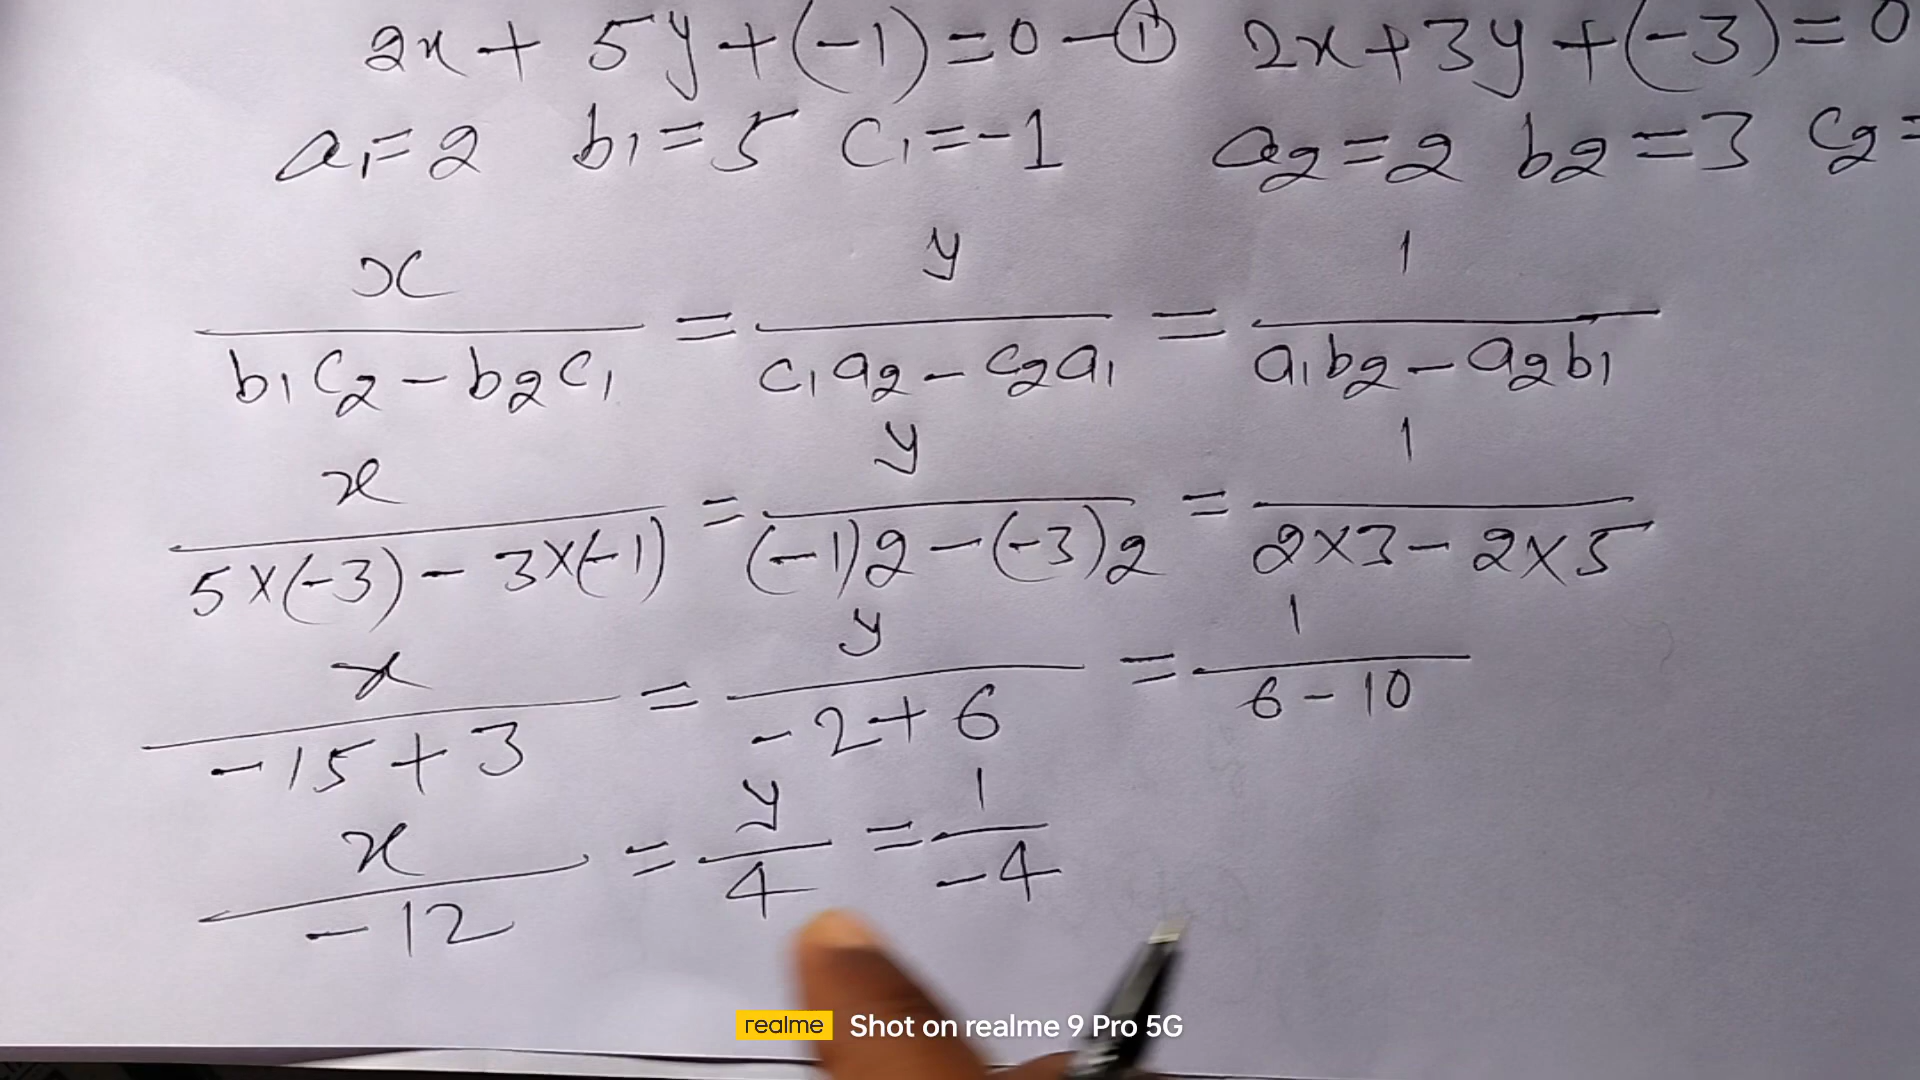 2x + 5y + (-1) = 0 - ① 2x + 3y + (-3) = 0
a₁ = 2 b₁ = 5 c₁ = -1 a₂ = 2 b₂ = 3 c₂ =
x y 1
b₁c₂ - b₂c₁ = c₁a₂ - c₂a₁ = a₁b₂ - a₂b₁
x y 1
5×(-3) - 3×(-1) = (-1)2 - (-3)2 = 2×3 - 2×5
x y 1
-15 + 3 = -2 + 6 = 6 - 10
x y 1
-12 = 4 = -4
realme Shot on realme 9 Pro 5G